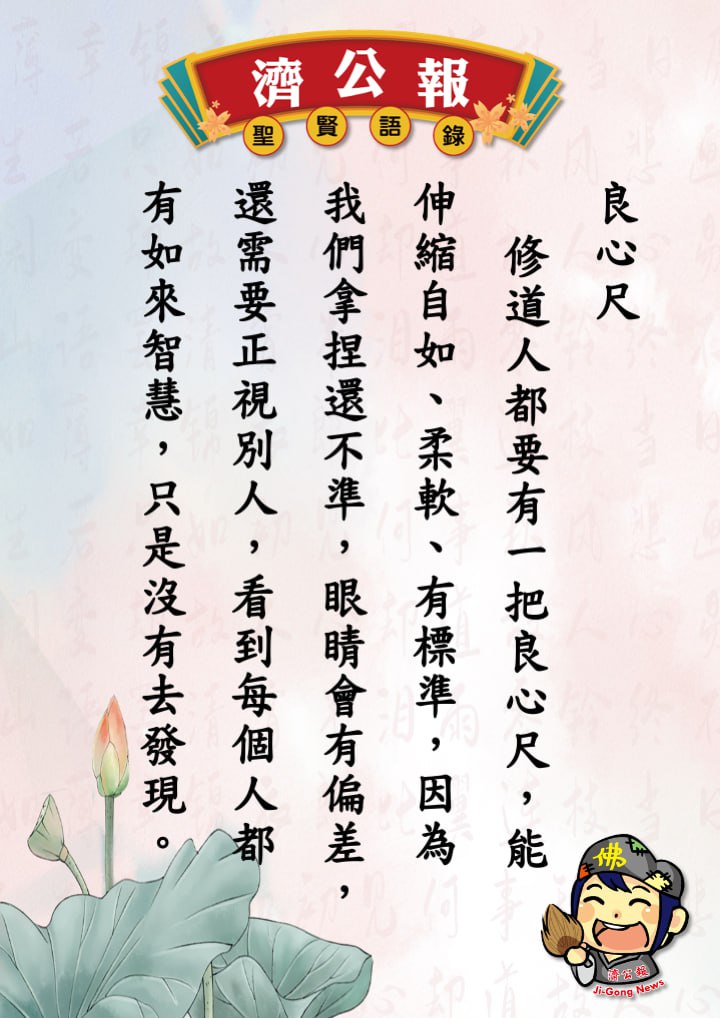 濟公報
聖賢語錄
良心尺
修道人都要有一把良心尺，能
伸縮自如、柔軟、有標準，因為
我們拿捏還不準，眼睛會有偏差，
還需要正視別人，看到每個人都
有如來智慧，只是沒有去發現。
佛
濟公報
Ji-Gong News